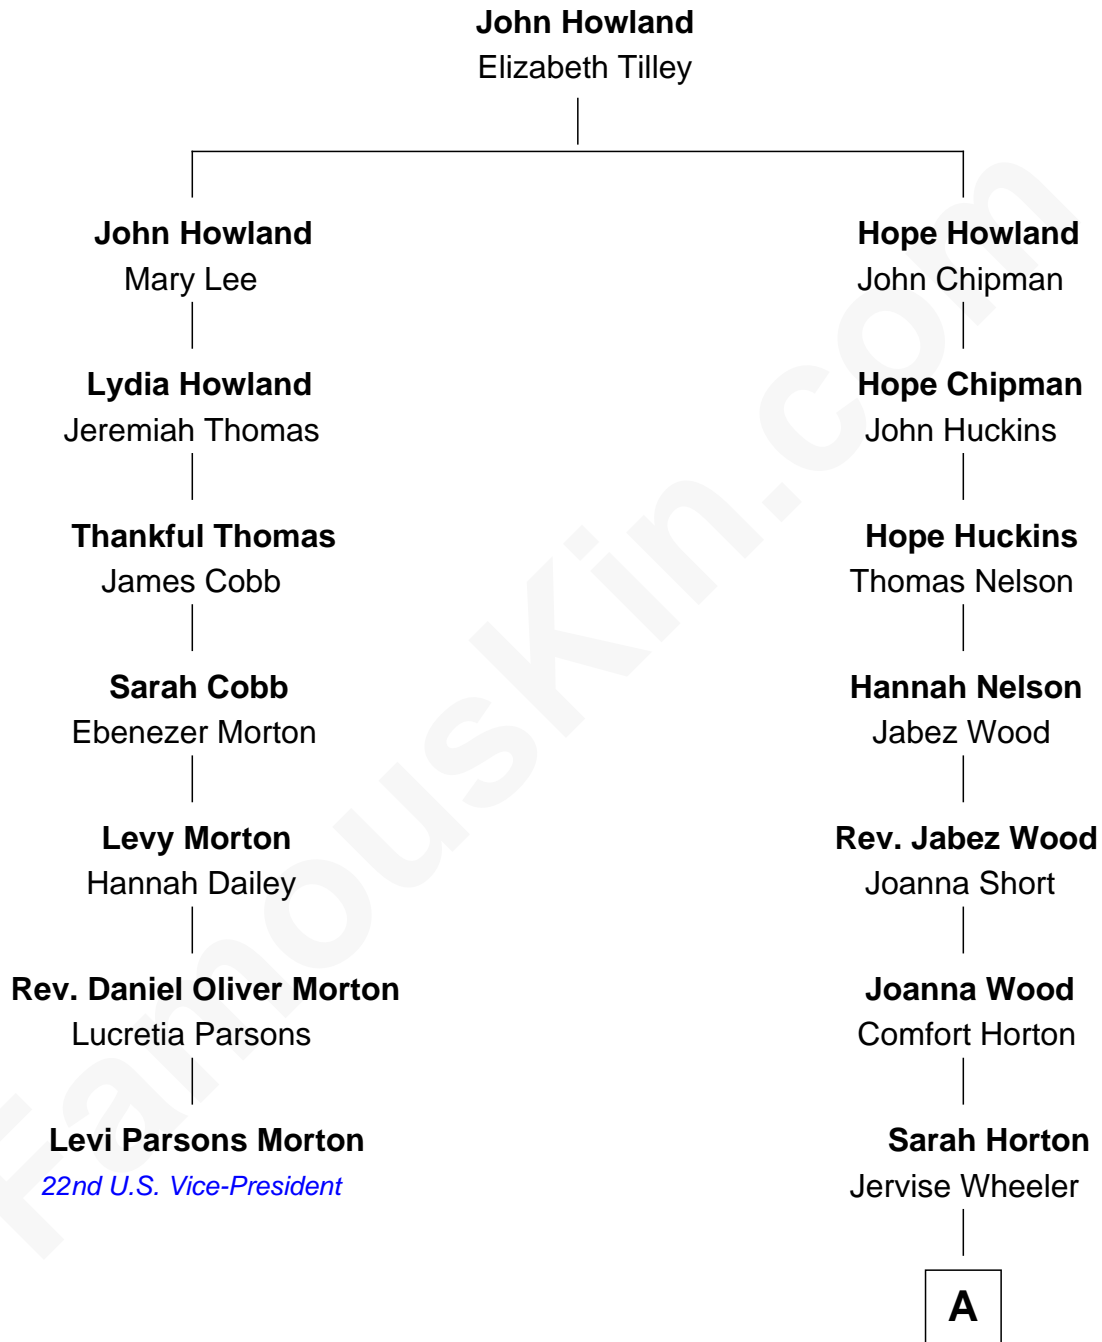 John Howland
Elizabeth Tilley
John Howland
Mary Lee
Hope Howland
John Chipman
Lydia Howland
Jeremiah Thomas
Hope Chipman
John Huckins
Thankful Thomas
James Cobb
Hope Huckins
Thomas Nelson
Sarah Cobb
Ebenezer Morton
Hannah Nelson
Jabez Wood
Levy Morton
Hannah Dailey
Rev. Jabez Wood
Joanna Short
Rev. Daniel Oliver Morton
Lucretia Parsons
Joanna Wood
Comfort Horton
Levi Parsons Morton
22nd U.S. Vice-President
Sarah Horton
Jervise Wheeler
A
FamousKin.com